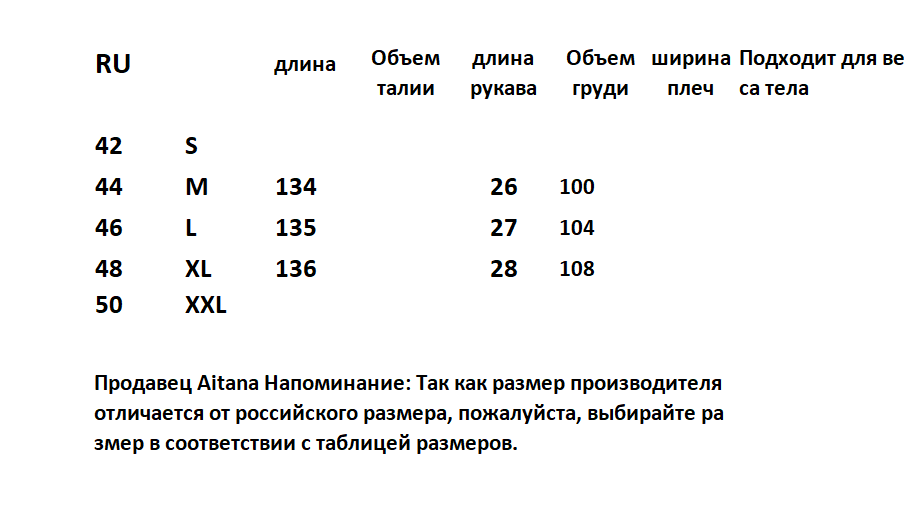 RU длина Объем талии длина рукава Объем груди ширина плеч Подходит для ве са тела
42 S
44 M 134 26 100
46 L 135 27 104
48 XL 136 28 108
50 XXL
Продавец Aitana Напоминание: Так как размер производителя
отличается от российского размера, пожалуйста, выбирайте ра
змер в соответствии с таблицей размеров.